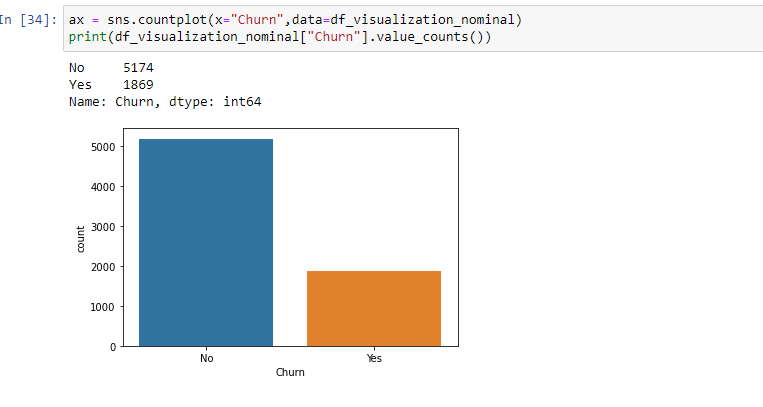 In [34]:
ax = sns.countplot(x="Churn",data=df_visualization_nominal)
print(df_visualization_nominal["Churn"].value_counts())
No     5174
Yes    1869
Name: Churn, dtype: int64
5000
4000
3000
2000
1000
0
count
No Yes
Churn